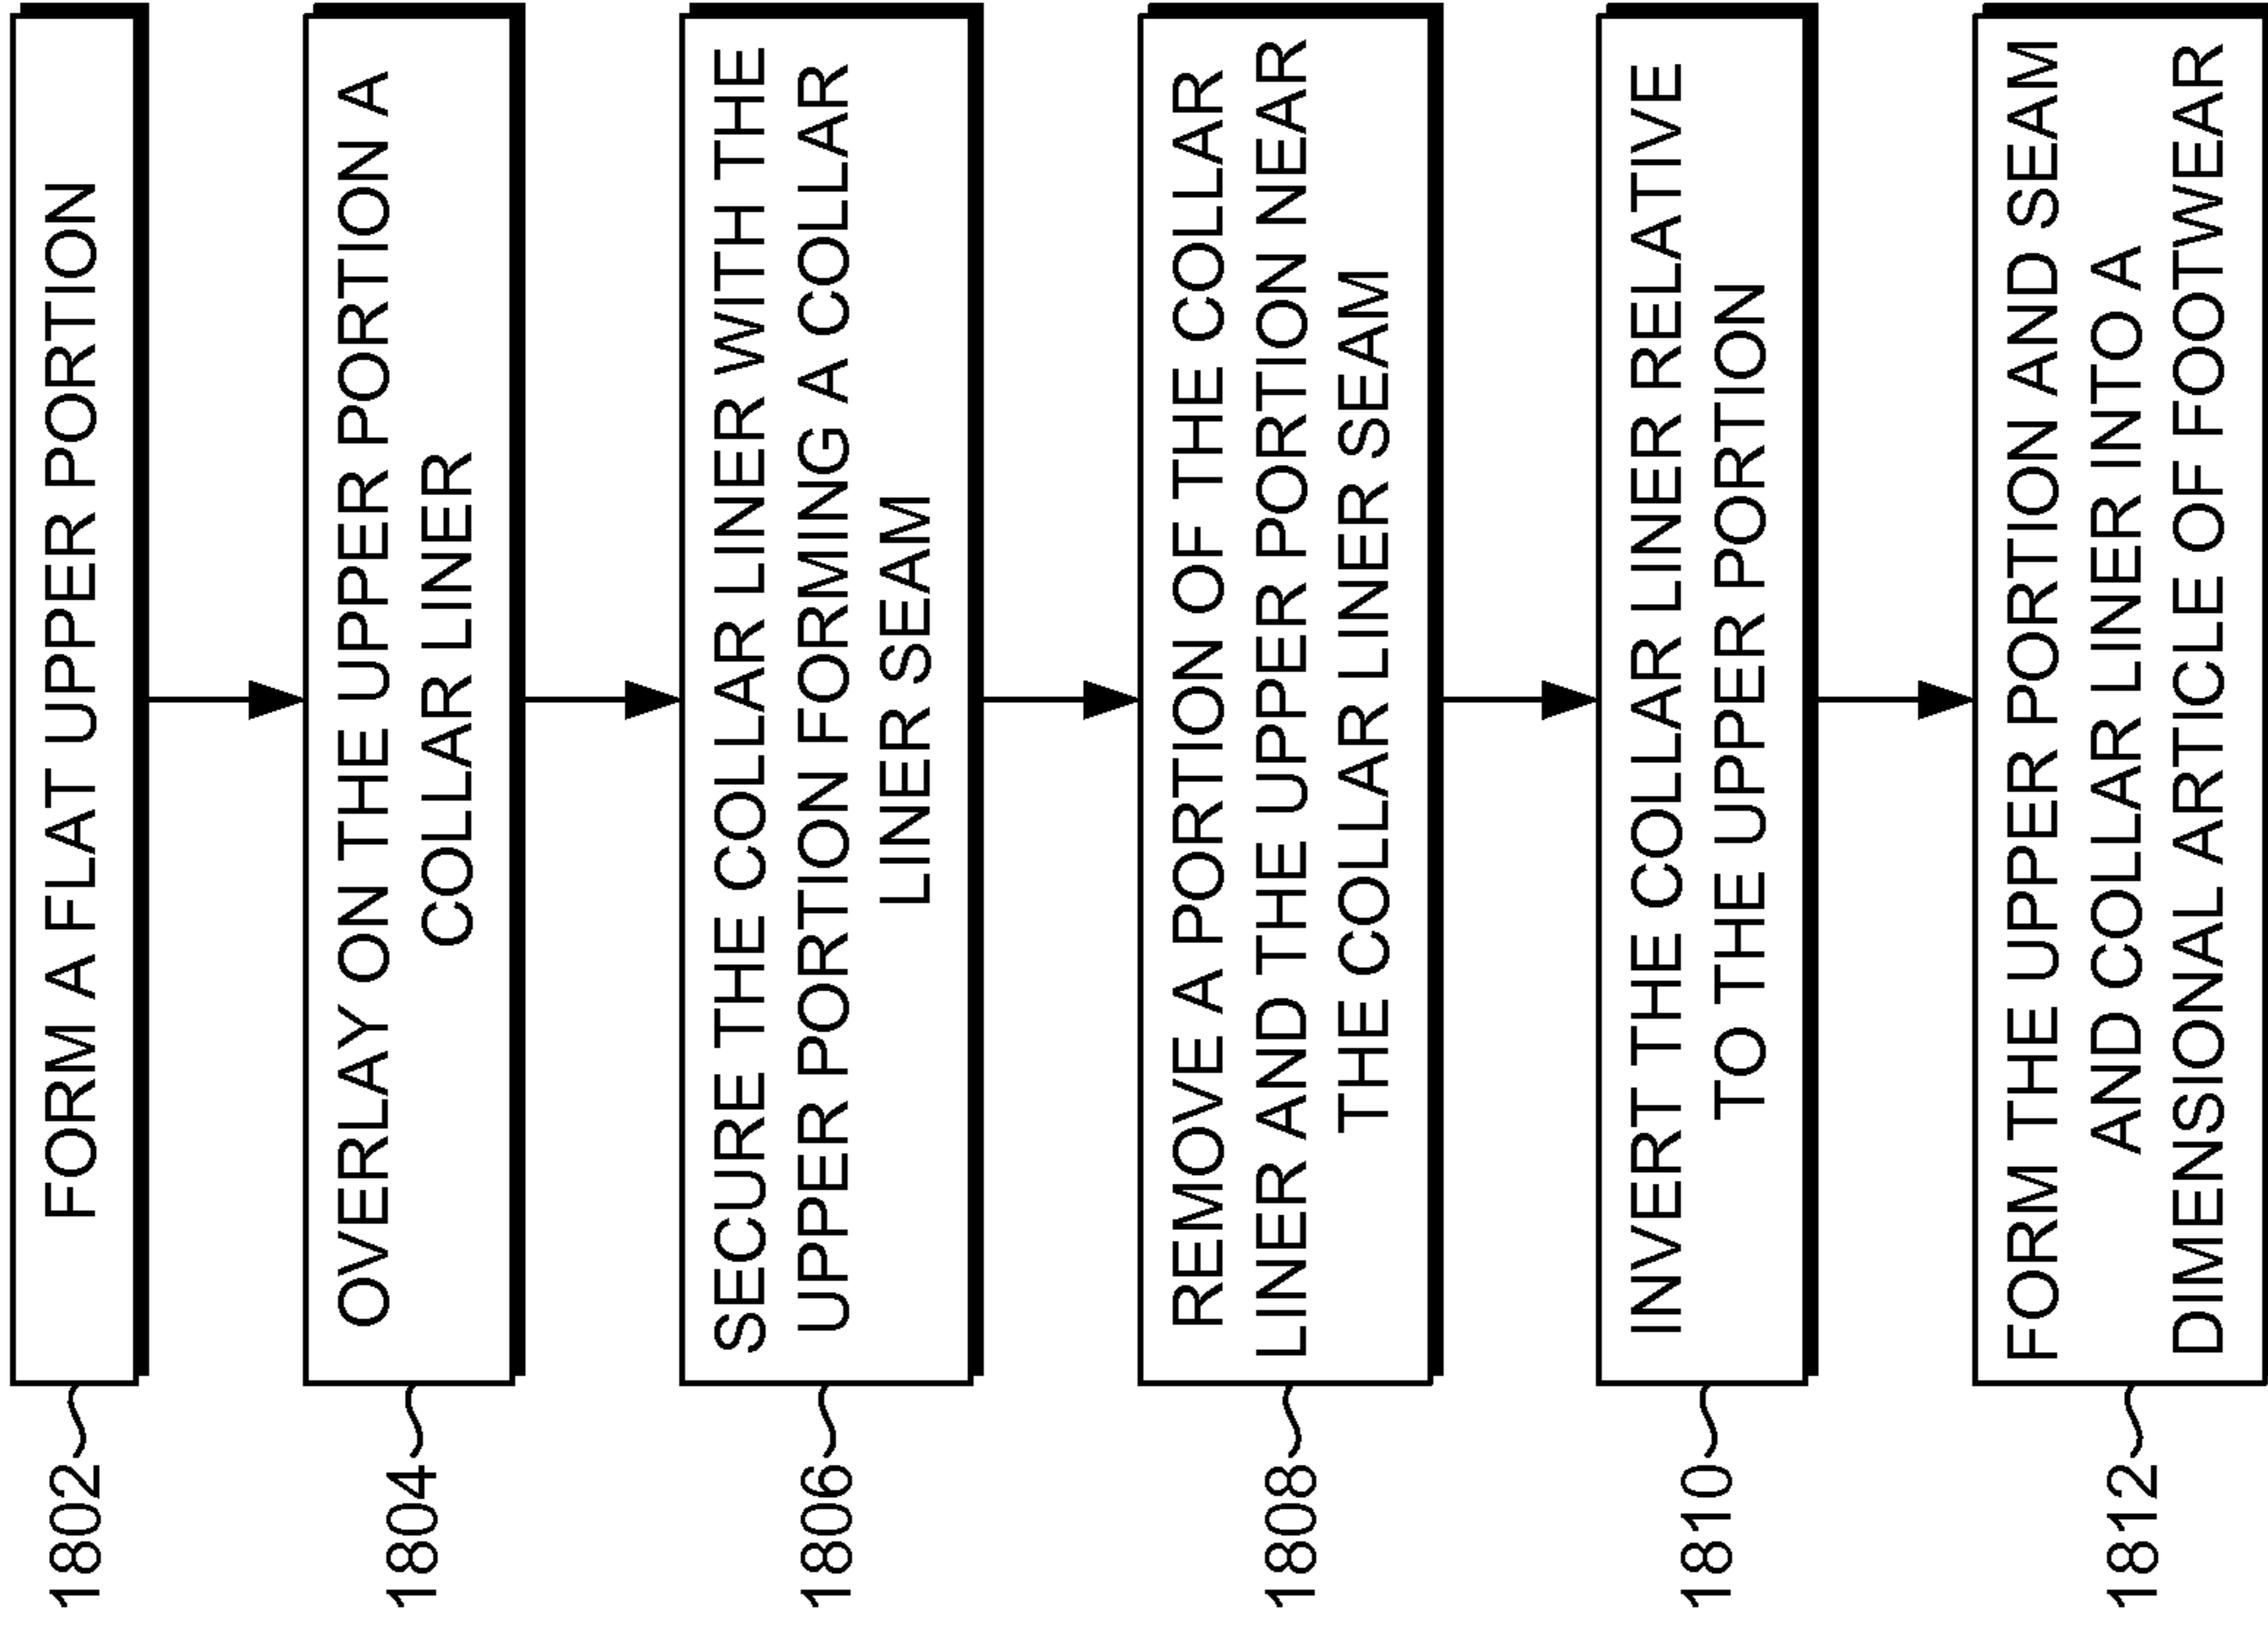 1802
FORM A FLAT UPPER PORTION
1804
OVERLAY ON THE UPPER PORTION A
COLLAR LINER
1806
SECURE THE COLLAR LINER WITH THE
UPPER PORTION FORMING A COLLAR
LINER SEAM
1808
REMOVE A PORTION OF THE COLLAR
LINER AND THE UPPER PORTION NEAR
THE COLLAR LINER SEAM
1810
INVERT THE COLLAR LINER RELATIVE
TO THE UPPER PORTION
1812
FORM THE UPPER PORTION AND SEAM
AND COLLAR LINER INTO A
DIMENSIONAL ARTICLE OF FOOTWEAR